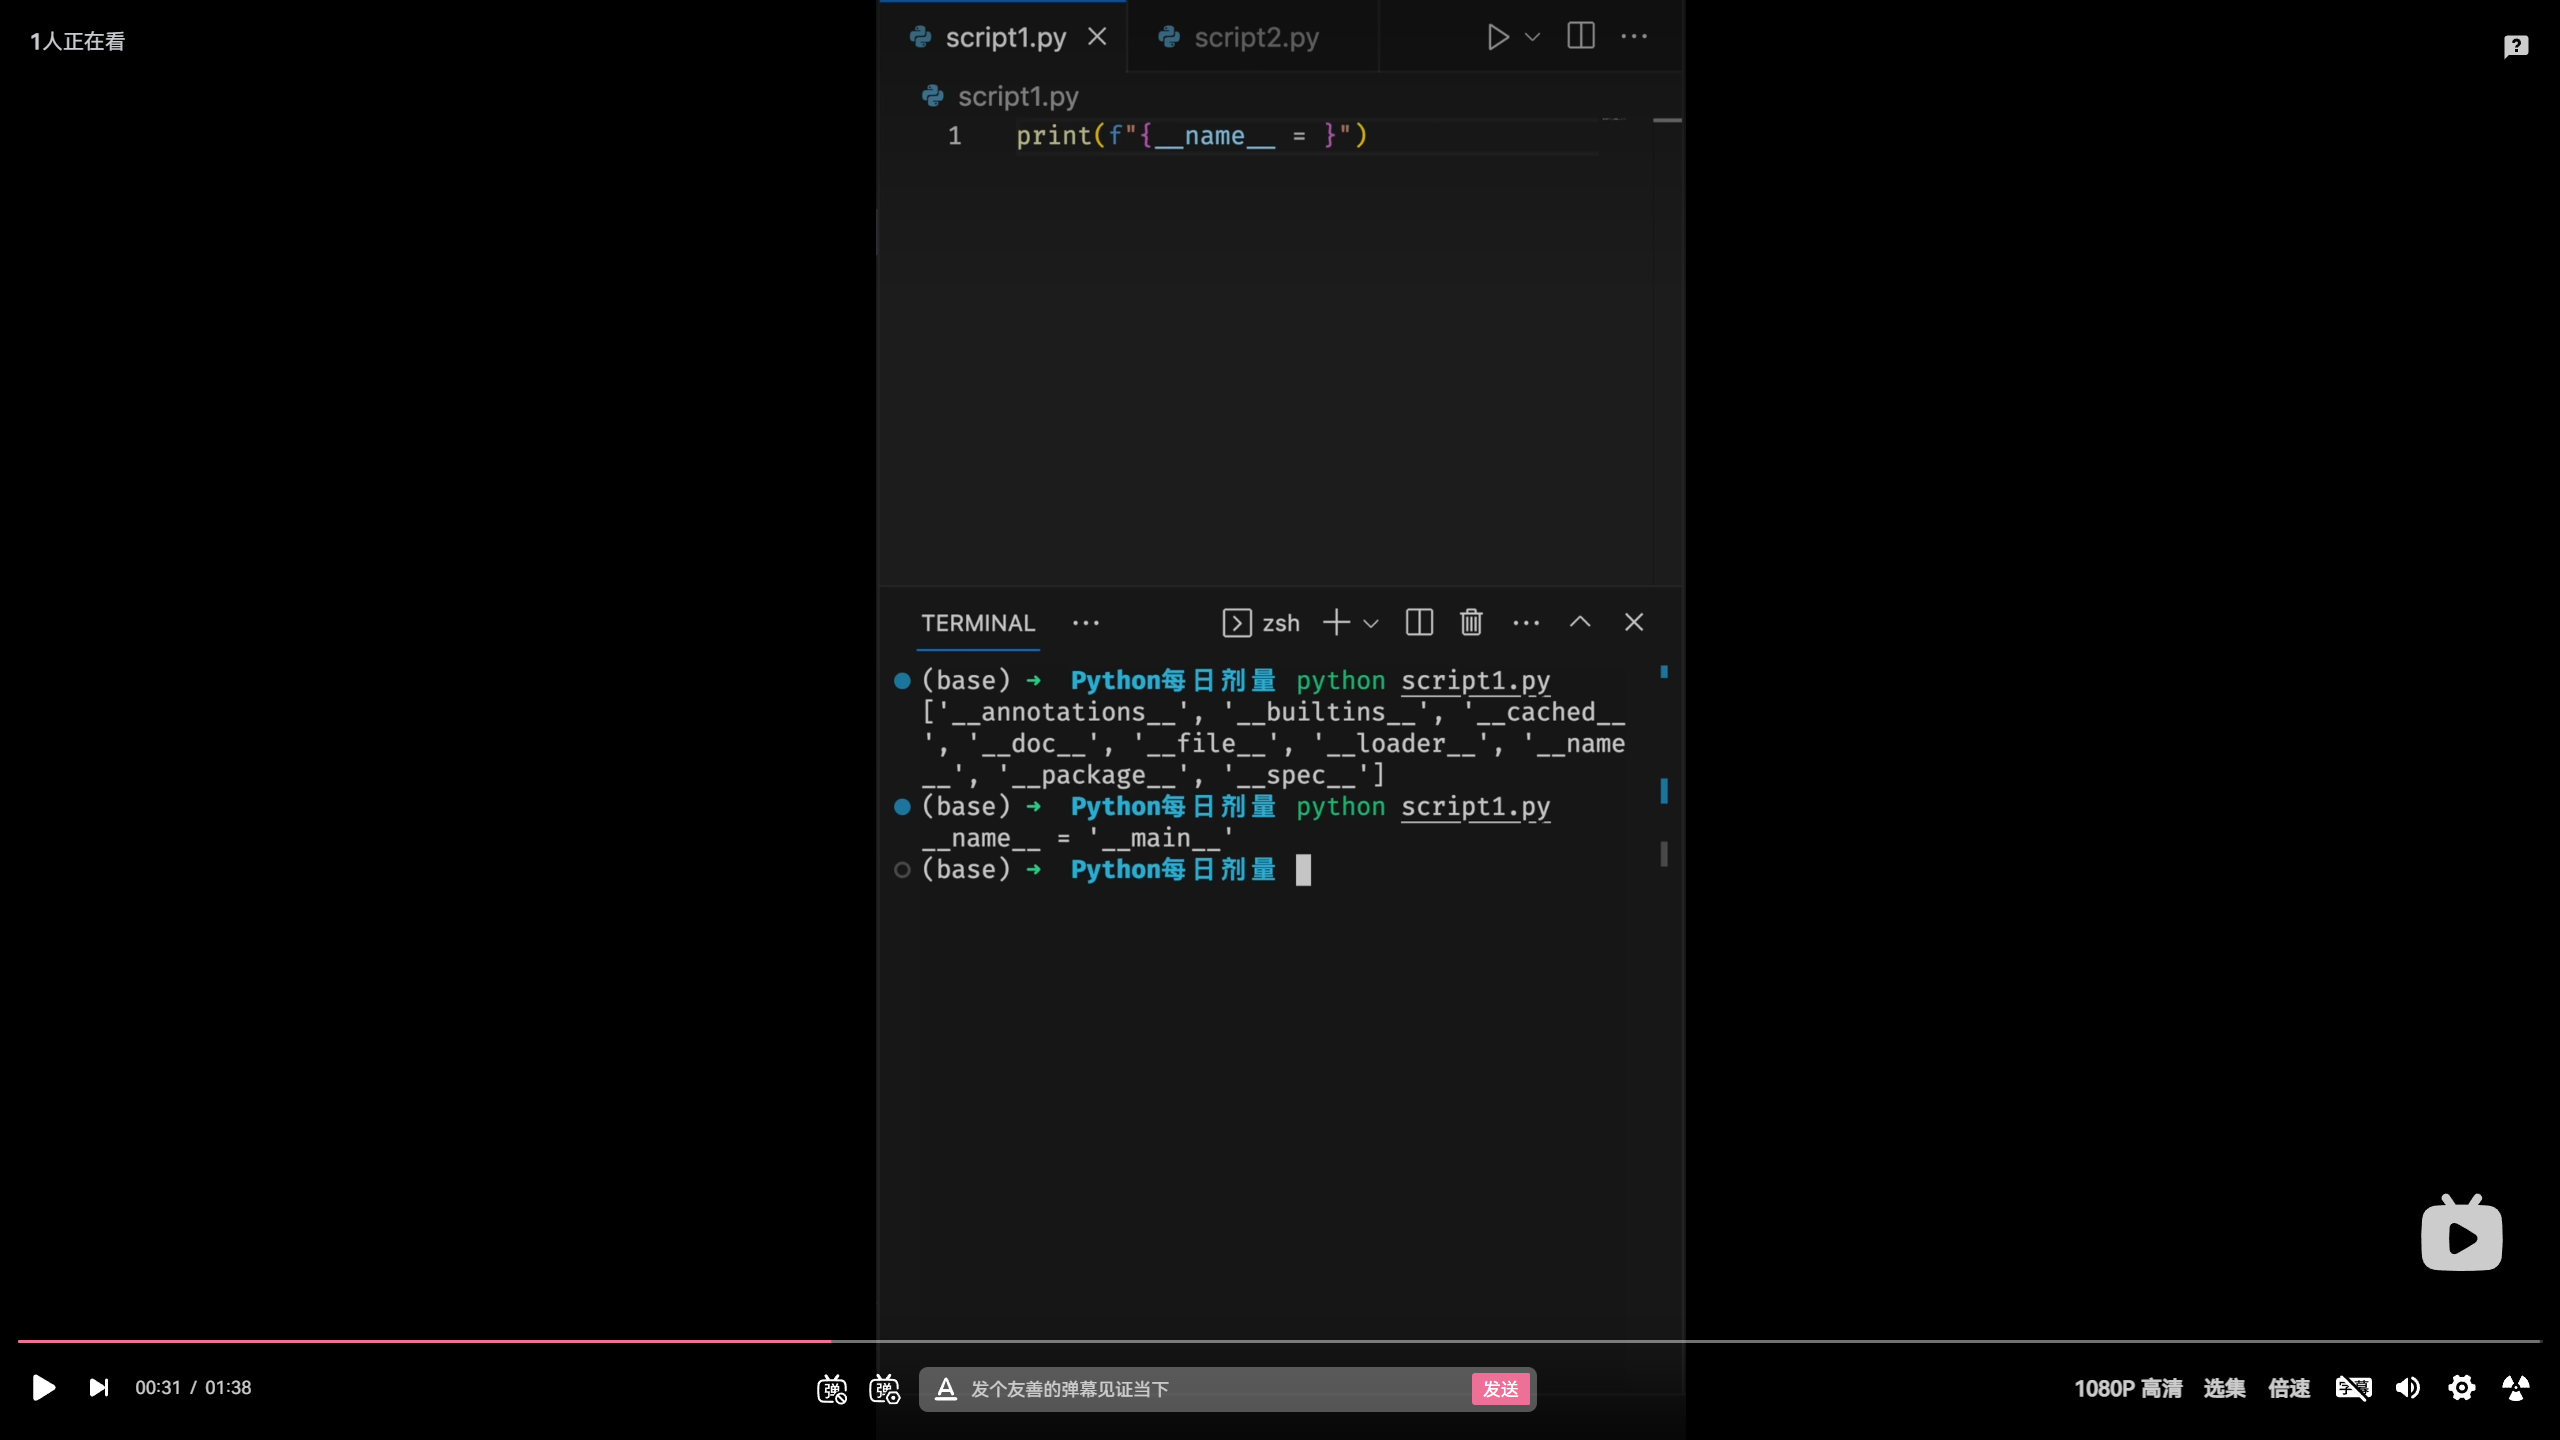 1人正在看
script1.py
script2.py
script1.py
1 print(f"{__name__ = }")
TERMINAL
zsh
(base) ➜ Python每日剂量 python script1.py
['__annotations__', '__builtins__', '__cached__
', '__doc__', '__file__', '__loader__', '__name
__', '__package__', '__spec__']
(base) ➜ Python每日剂量 python script1.py
__name__ = '__main__'
(base) ➜ Python每日剂量
00:31 / 01:38
弹
弹
A 发个友善的弹幕见证当下
发送
1080P 高清
选集
倍速
字幕